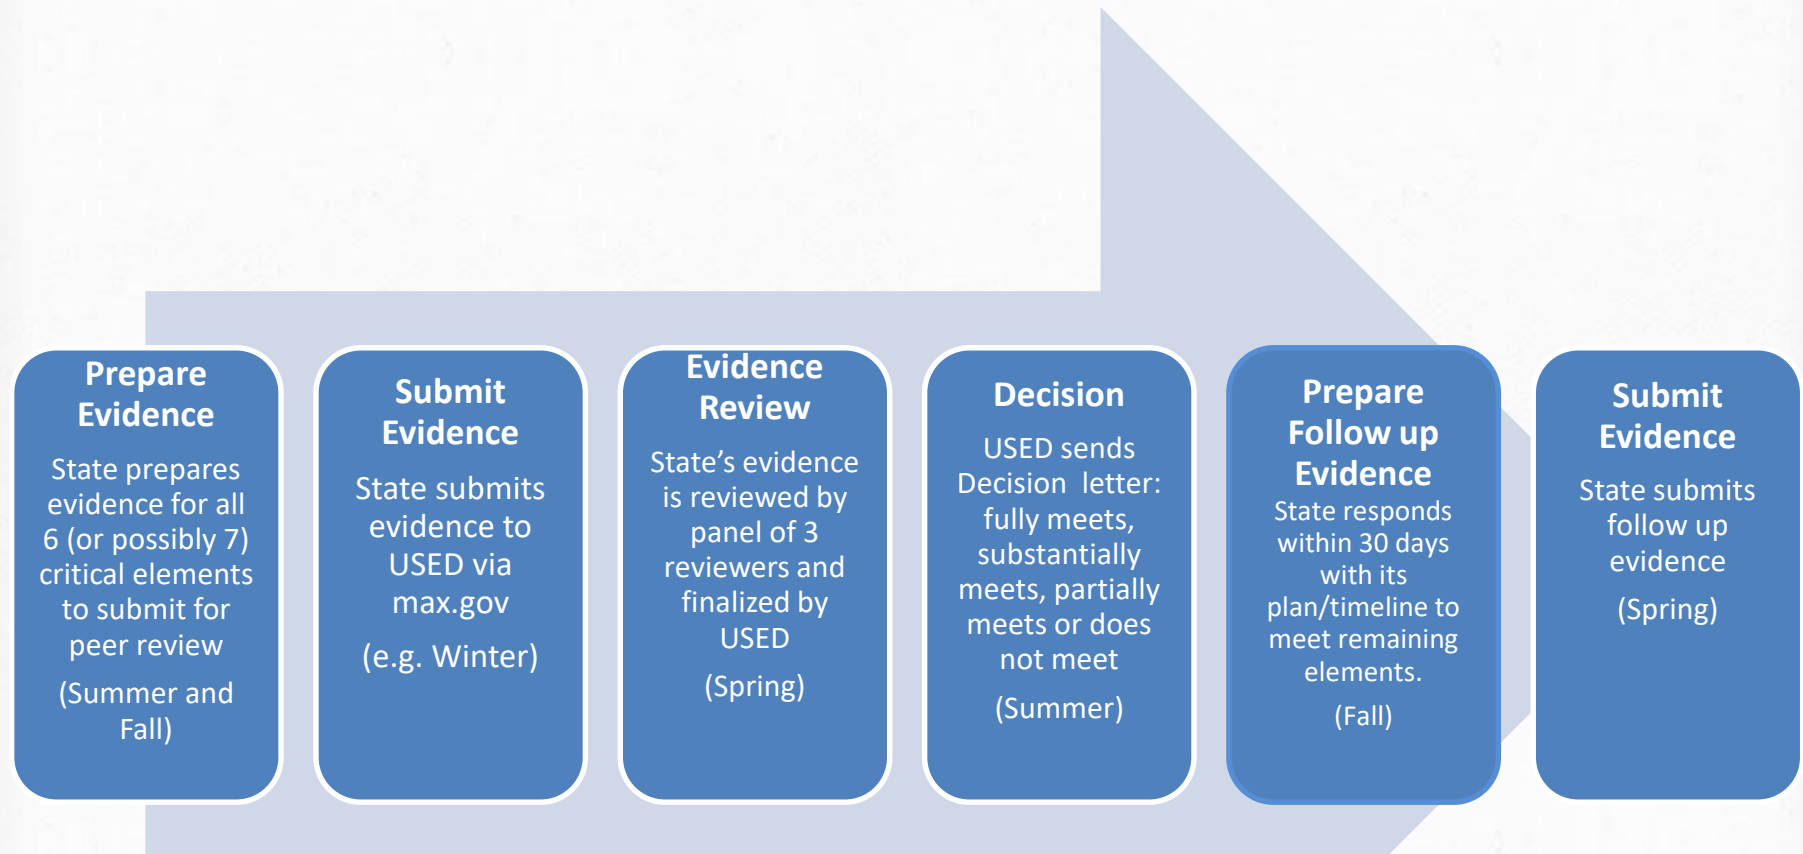 Prepare
Evidence
State prepares
evidence for all
6 (or possibly 7)
critical elements
to submit for
peer review
(Summer and
Fall)
Submit
Evidence
State submits
evidence to
USED via
max.gov
(e.g. Winter)
Evidence
Review
State’s evidence
is reviewed by
panel of 3
reviewers and
finalized by
USED
(Spring)
Decision
USED sends
Decision letter:
fully meets,
substantially
meets, partially
meets or does
not meet
(Summer)
Prepare
Follow up
Evidence
State responds
within 30 days
with its
plan/timeline to
meet remaining
elements.
(Fall)
Submit
Evidence
State submits
follow up
evidence
(Spring)